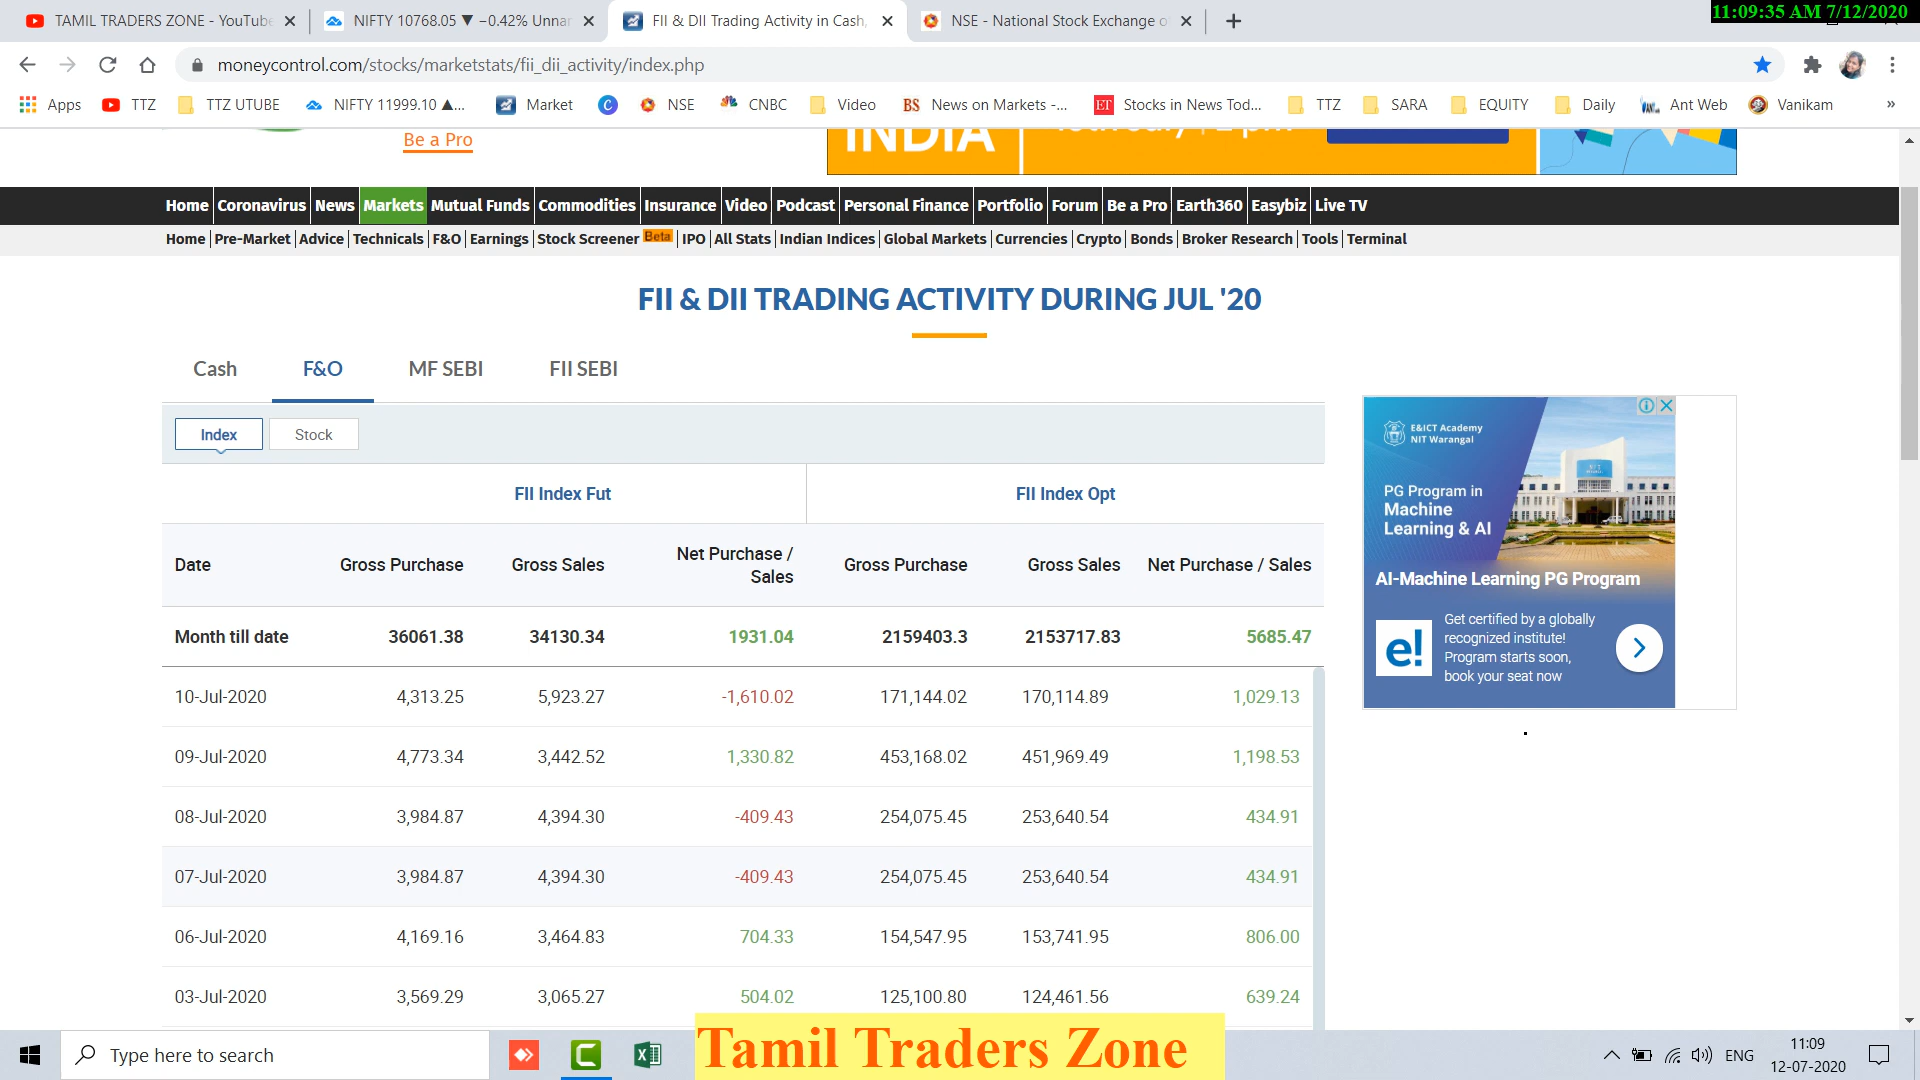 11:09:35 AM 7/12/2020
TAMIL TRADERS ZONE - YouTube
NIFTY 10768.05 ▼ −0.42% Unnar
FII & DII Trading Activity in Cash,
NSE - National Stock Exchange o
moneycontrol.com/stocks/marketstats/fii_dii_activity/index.php
Apps TTZ TTZ UTUBE NIFTY 11999.10 ▲... Market NSE CNBC Video BS News on Markets -... ET Stocks in News Tod... TTZ SARA EQUITY Daily Ant Web Vanikam »
Be a Pro
INDIA
Home Coronavirus News Markets Mutual Funds Commodities Insurance Video Podcast Personal Finance Portfolio Forum Be a Pro Earth360 Easybiz Live TV
Home Pre-Market Advice Technicals F&O Earnings Stock Screener Beta IPO All Stats Indian Indices Global Markets Currencies Crypto Bonds Broker Research Tools Terminal
FII & DII TRADING ACTIVITY DURING JUL '20
Cash F&O MF SEBI FII SEBI
Index Stock
FII Index Fut FII Index Opt
Date Gross Purchase Gross Sales Net Purchase / Sales Gross Purchase Gross Sales Net Purchase / Sales
Month till date 36061.38 34130.34 1931.04 2159403.3 2153717.83 5685.47
10-Jul-2020 4,313.25 5,923.27 -1,610.02 171,144.02 170,114.89 1,029.13
09-Jul-2020 4,773.34 3,442.52 1,330.82 453,168.02 451,969.49 1,198.53
08-Jul-2020 3,984.87 4,394.30 -409.43 254,075.45 253,640.54 434.91
07-Jul-2020 3,984.87 4,394.30 -409.43 254,075.45 253,640.54 434.91
06-Jul-2020 4,169.16 3,464.83 704.33 154,547.95 153,741.95 806.00
03-Jul-2020 3,569.29 3,065.27 504.02 125,100.80 124,461.56 639.24
E&ICT Academy
NIT Warangal
PG Program in
Machine
Learning & AI
AI-Machine Learning PG Program
e!
Get certified by a globally
recognized institute!
Program starts soon,
book your seat now
Type here to search
Tamil Traders Zone
ENG
11:09
12-07-2020